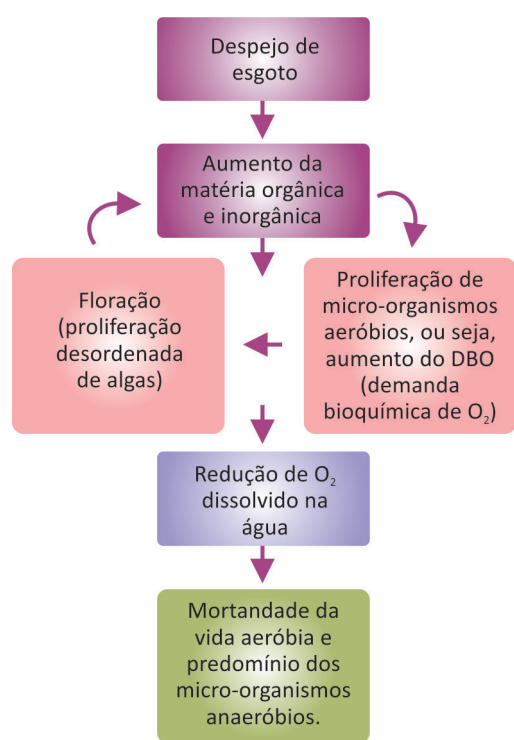 Despejo de
esgoto
Aumento da
matéria orgânica
e inorgânica
Floração
(proliferação
desordenada
de algas)
Proliferação de
micro-organismos
aeróbios, ou seja,
aumento do DBO
(demanda
bioquímica de O₂)
Redução de O₂
dissolvido na
água
Mortandade da
vida aeróbia e
predomínio dos
micro-organismos
anaeróbios.